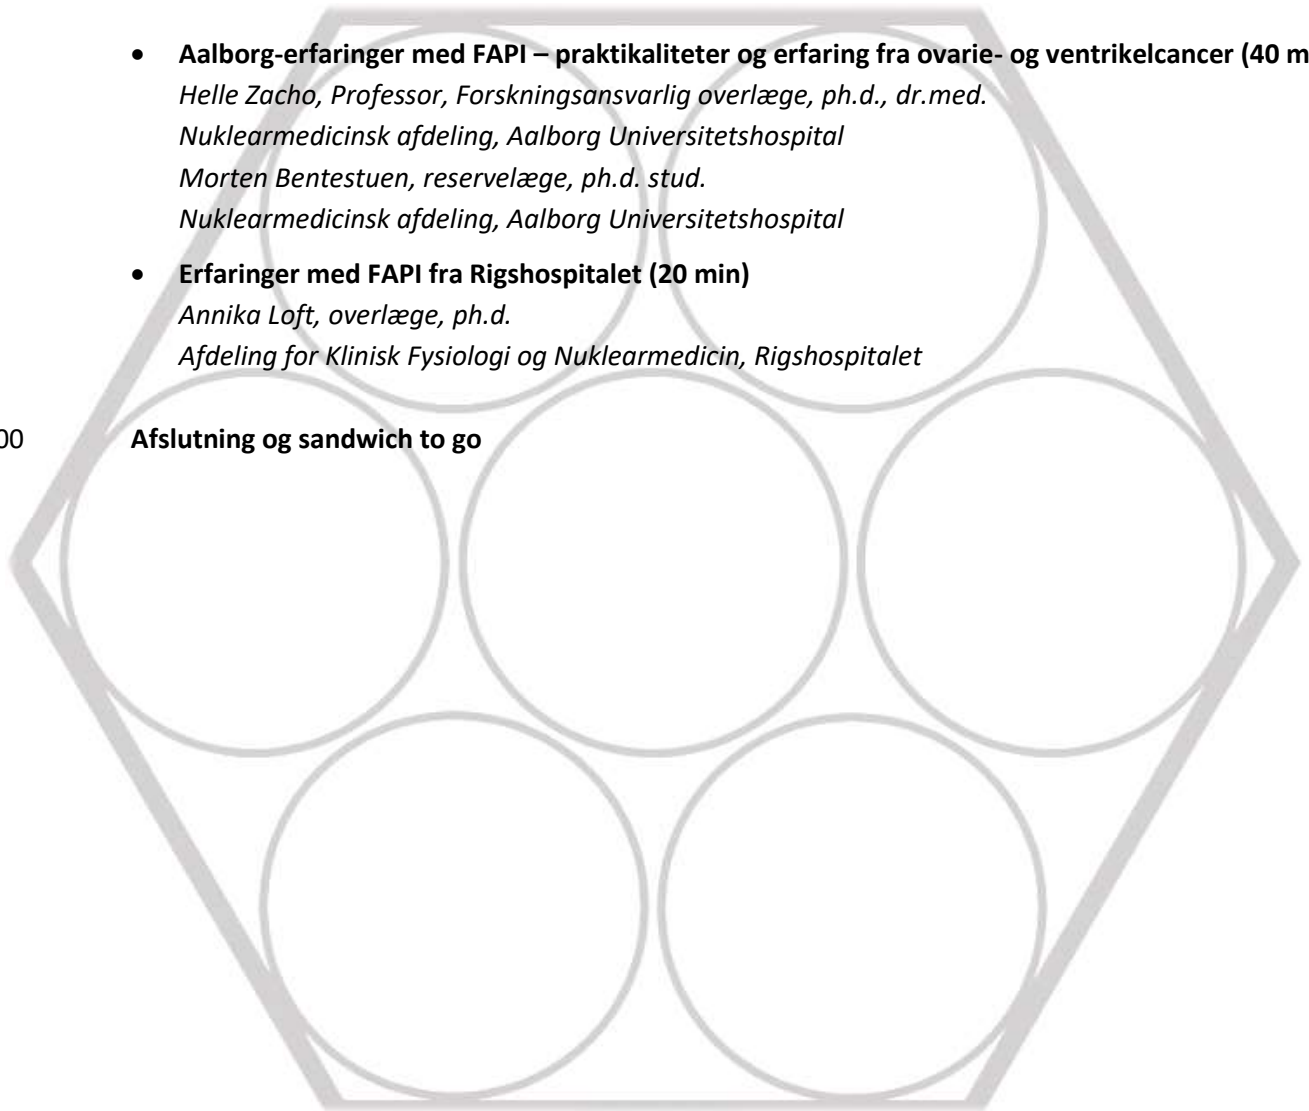 • Aalborg-erfaringer med FAPI – praktikaliteter og erfaring fra ovarie- og ventrikelcancer (40 m
Helle Zacho, Professor, Forskningsansvarlig overlæge, ph.d., dr.med.
Nuklearmedicinsk afdeling, Aalborg Universitetshospital
Morten Bentestuen, reservelæge, ph.d. stud.
Nuklearmedicinsk afdeling, Aalborg Universitetshospital
• Erfaringer med FAPI fra Rigshospitalet (20 min)
Annika Loft, overlæge, ph.d.
Afdeling for Klinisk Fysiologi og Nuklearmedicin, Rigshospitalet
00 Afslutning og sandwich to go